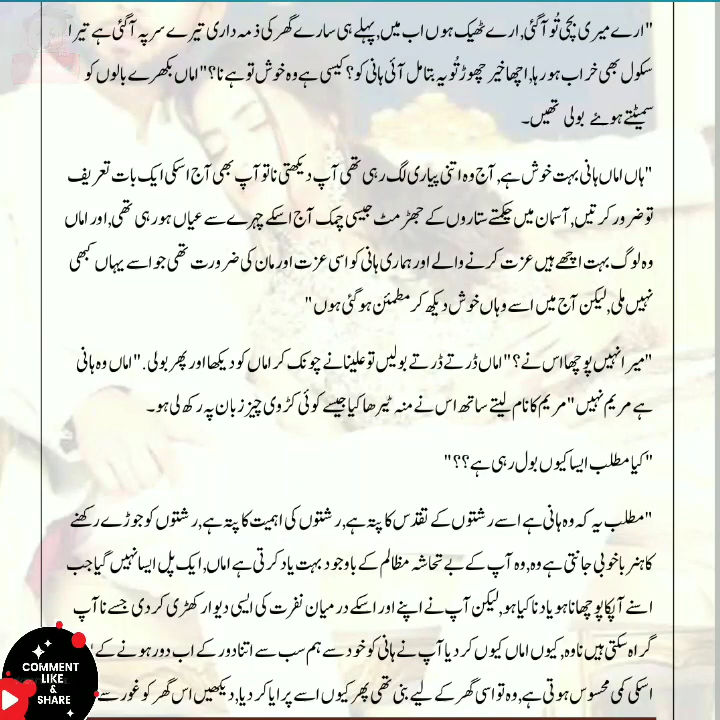 "ارے میری بچی تُو آگئی, ارے ٹھیک ہوں اب میں, پہلے ہی سارے گھر کی ذمہ داری تیرے سر پہ آگئی ہے تیرا
سکول بھی خراب ہو رہا, اچھا خیر چھوڑ تُو یہ بتا مل آئی ہانی کو؟ کیسی ہے وہ خوش تو ہے نا؟" اماں بکھرے بالوں کو
سمیٹتے ہوئے بولی تھیں۔
"ہاں اماں ہانی بہت خوش ہے, آج وہ اتنی پیاری لگ رہی تھی آپ دیکھتی نا تو آپ بھی آج اسکی ایک بات تعریف
تو ضرور کرتیں, آسمان میں چمکتے ستاروں کے جھڑمٹ جیسی چمک آج اسکے چہرے سے عیاں ہو رہی تھی, اور اماں
وہ لوگ بہت اچھے ہیں عزت کرنے والے اور ہماری ہانی کو اسی عزت اور مان کی ضرورت تھی جو اسے یہاں کبھی
نہیں ملی, لیکن آج میں اسے وہاں خوش دیکھ کر مطمئن ہو گئی ہوں"
"میرا نہیں پوچھا اس نے؟" اماں ڈرتے ڈرتے بولیں تو علینا نے چونک کر اماں کو دیکھا اور پھر بولی. "اماں وہ ہانی
ہے مریم نہیں" مریم کا نام لیتے ساتھ اس نے منہ ٹیرھا کیا جیسے کوئی کڑوی چیز زبان پہ رکھ لی ہو۔
"کیا مطلب ایسا کیوں بول رہی ہے؟؟"
"مطلب یہ کہ وہ ہانی ہے اسے رشتوں کے تقدس کا پتہ ہے, رشتوں کی اہمیت کا پتہ ہے, رشتوں کو جوڑے رکھنے
کا ہنر باخوبی جانتی ہے وہ, وہ آپ کے بے تحاشہ مظالم کے باوجود بہت یاد کرتی ہے اماں, ایک پل ایسا نہیں گیا جب
اسنے آپکا پوچھا نا ہو یاد نا کیا ہو, لیکن آپ نے اپنے اور اسکے درمیان نفرت کی ایسی دیوار کھڑی کر دی جسے نا آپ
گراہ سکتی ہیں نا وہ, کیوں اماں کیوں کر دیا آپ نے ہانی کو خود سے ہم سب سے اتنا دور کے اب دور ہونے کے
اسکی کمی محسوس ہوتی ہے, وہ تو اسی گھر کے لیے بنی تھی پھر کیوں اسے پرایا کر دیا, دیکھیں اس گھر کو غور سے
COMMENT
LIKE
&
SHARE